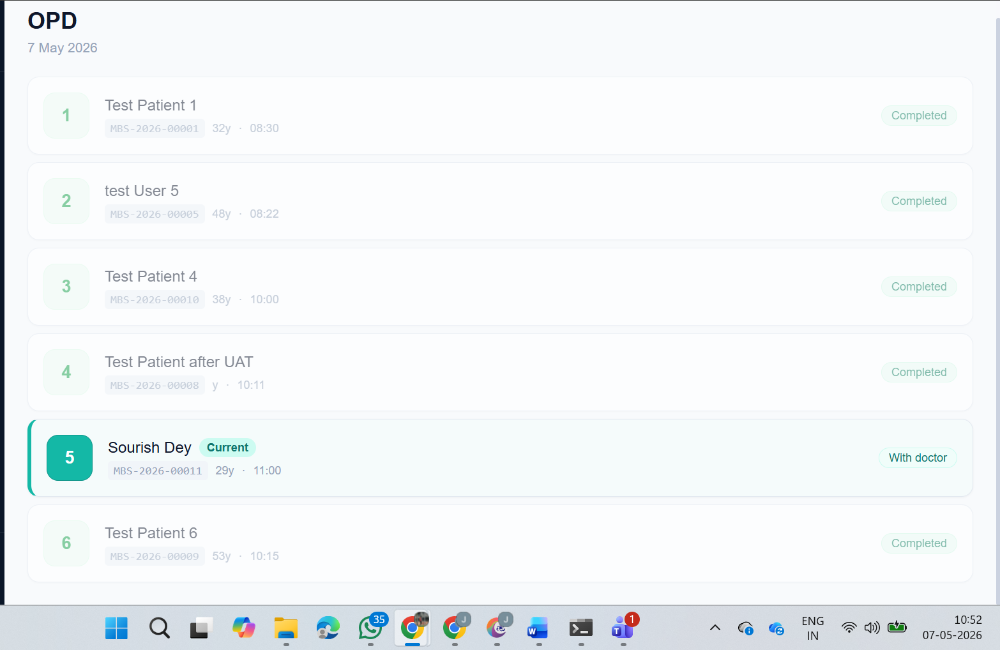 OPD
7 May 2026
1
Test Patient 1
MBS-2026-00001 32y · 08:30
Completed
2
test User 5
MBS-2026-00005 48y · 08:22
Completed
3
Test Patient 4
MBS-2026-00010 38y · 10:00
Completed
4
Test Patient after UAT
MBS-2026-00008 y · 10:11
Completed
5
Sourish Dey Current
MBS-2026-00011 29y · 11:00
With doctor
6
Test Patient 6
MBS-2026-00009 53y · 10:15
Completed
35
J
J
W
T
1
ENG
IN
10:52
07-05-2026